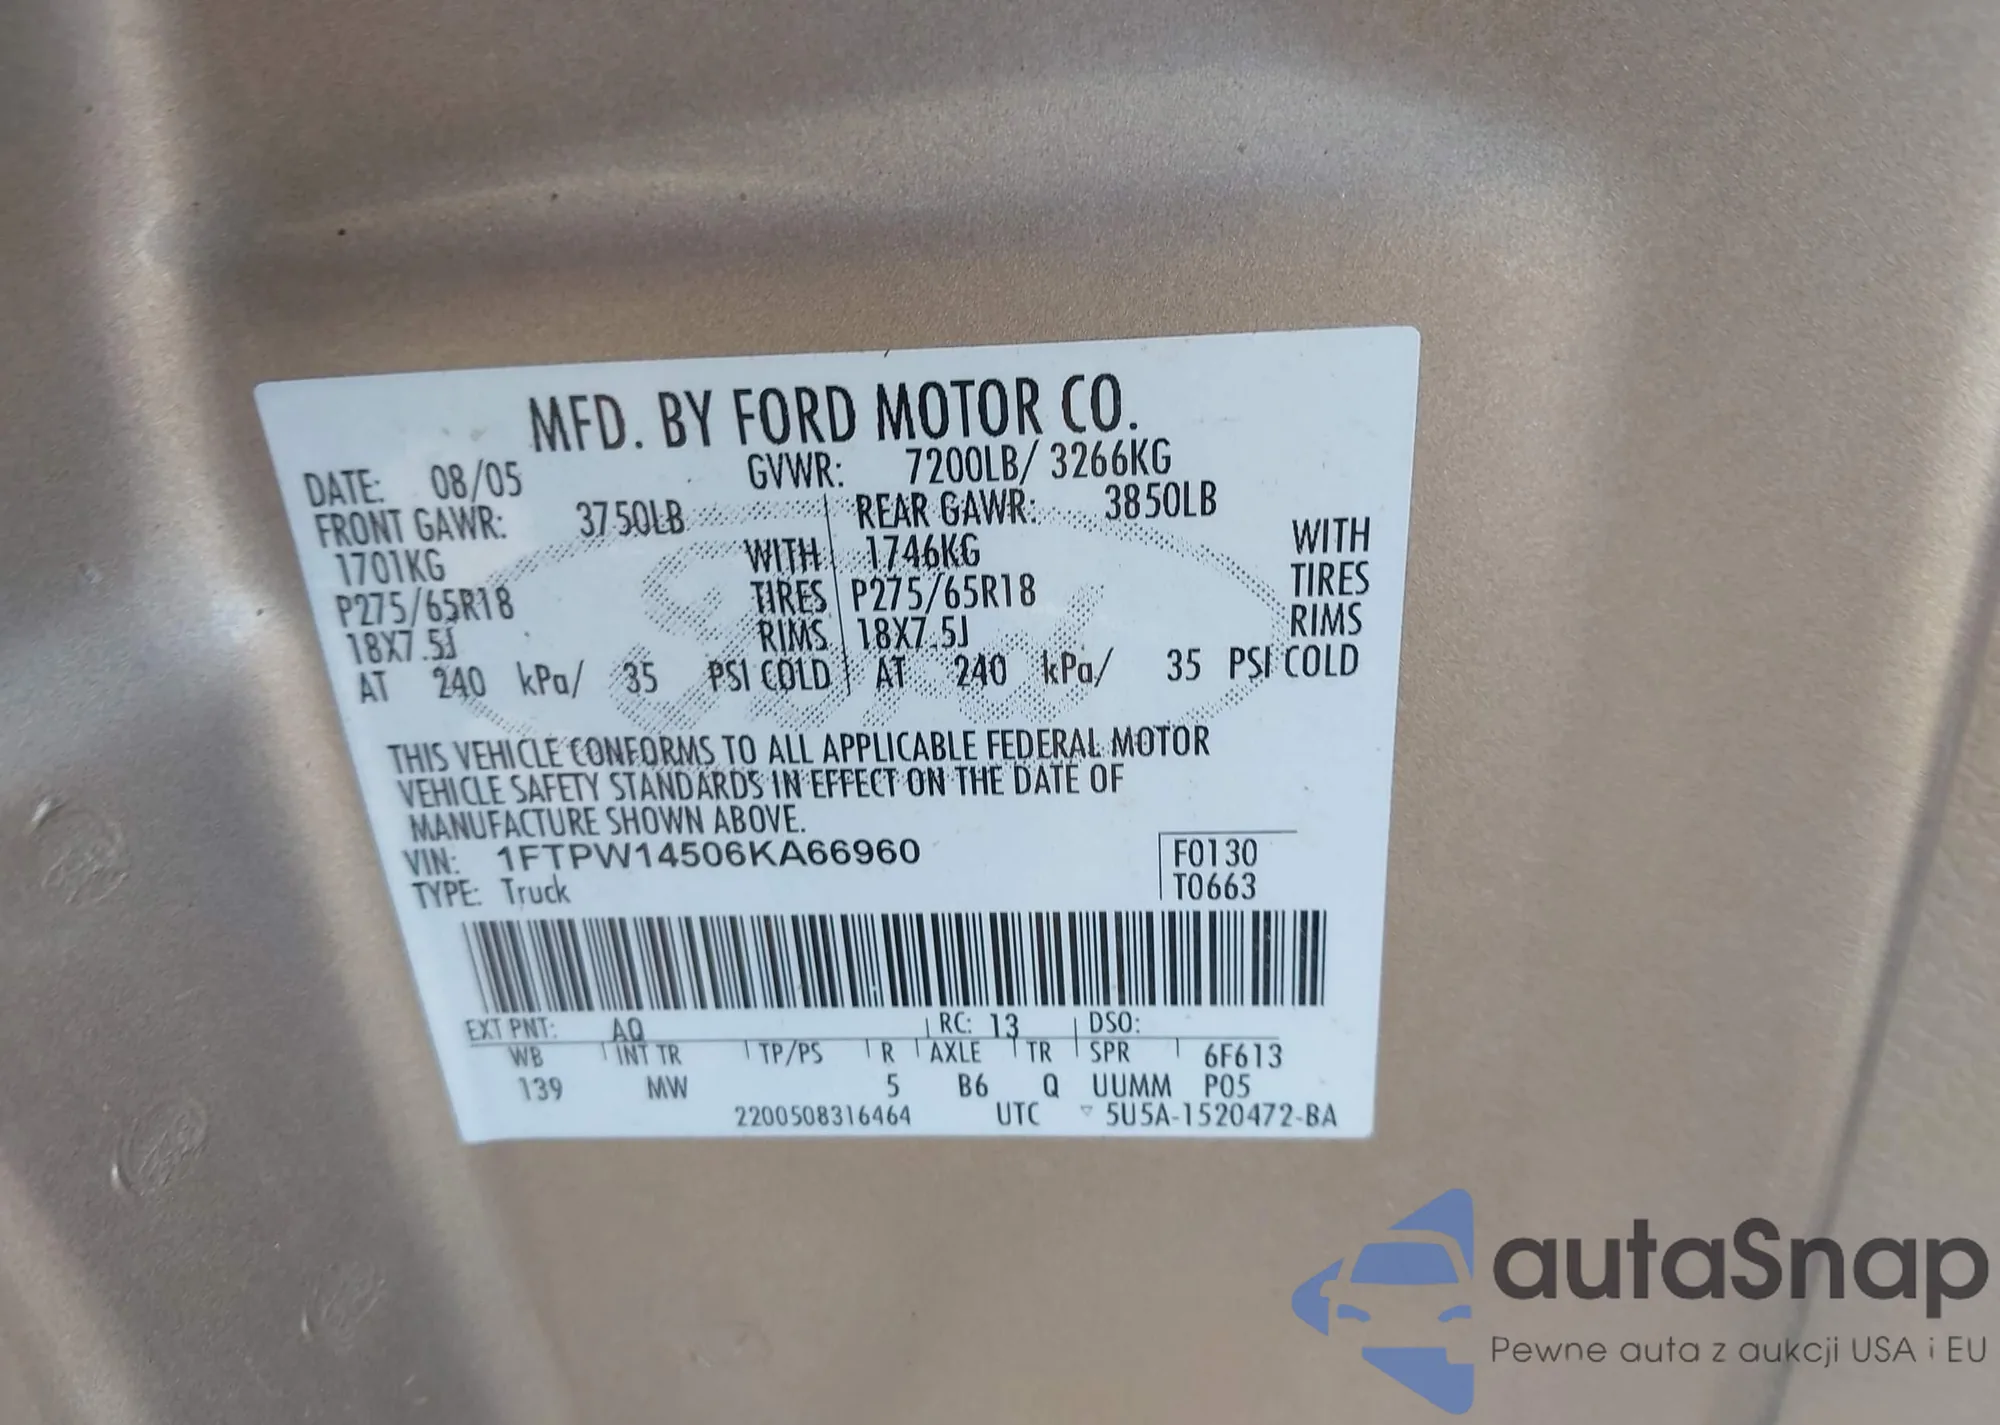 MFD. BY FORD MOTOR CO.
DATE: 08/05 GVWR: 7200LB/ 3266KG
FRONT GAWR: 3750LB REAR GAWR: 3850LB
1701KG WITH 1746KG WITH
P275/65R18 TIRES P275/65R18 TIRES
18X7.5J RIMS 18X7.5J RIMS
AT 240 kPa/ 35 PSI COLD AT 240 kPa/ 35 PSI COLD
THIS VEHICLE CONFORMS TO ALL APPLICABLE FEDERAL MOTOR
VEHICLE SAFETY STANDARDS IN EFFECT ON THE DATE OF
MANUFACTURE SHOWN ABOVE.
VIN: 1FTPW14506KA66960 F0130
TYPE: Truck T0663
EXT PNT: AQ RC: 13 DSO:
WB INT TR TP/PS R AXLE TR SPR 6F613
139 MW 5 B6 Q UUMM P05
2200508316464 UTC 5U5A-1520472-BA
Ford
autaSnap
Pewne auta z aukcji USA i EU